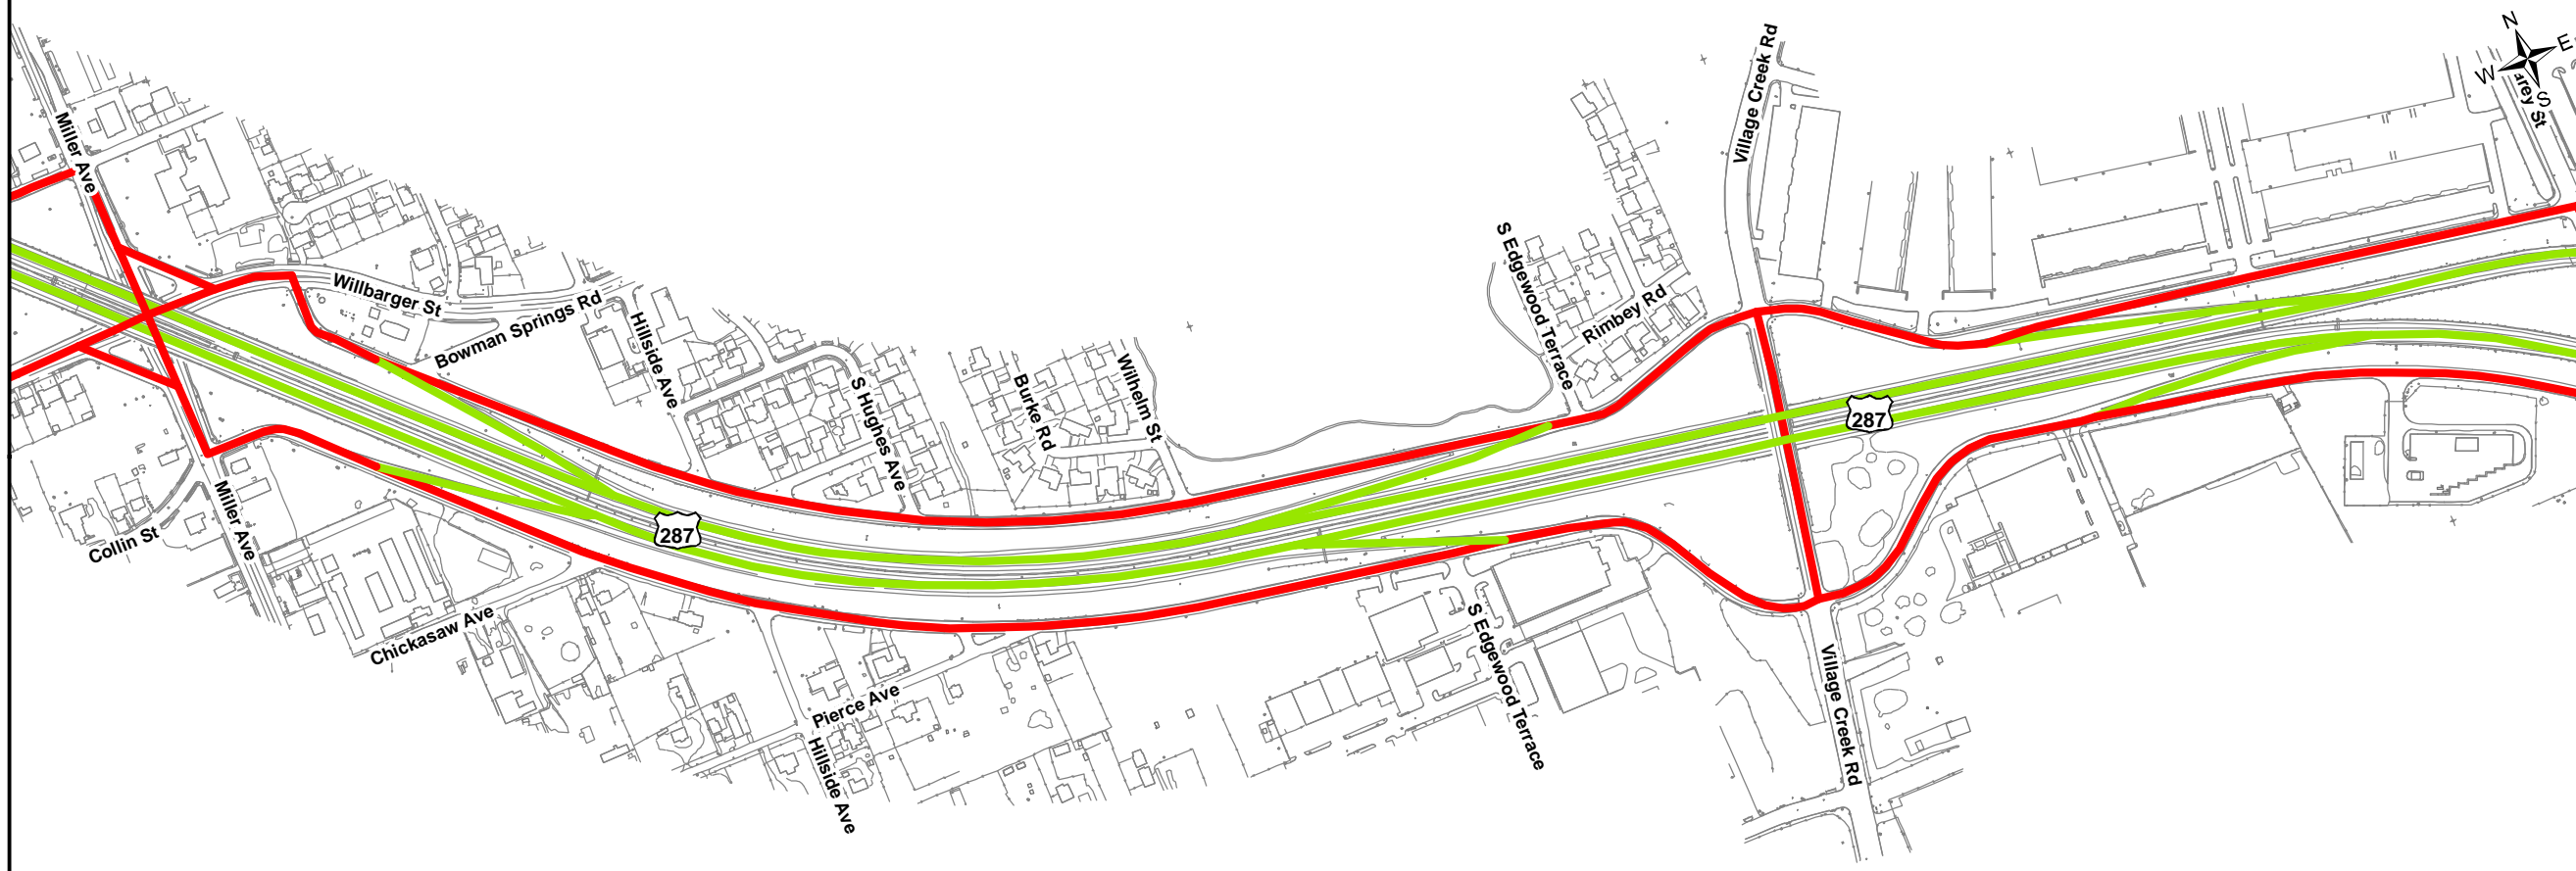 N
E
W
S
arey St
Village Creek Rd
Miller Ave
S Edgewood Terrace
Rimbey Rd
Willbarger St
Bowman Springs Rd
Hillside Ave
S Hughes Ave
Burke Rd
Wilhelm St
287
287
Miller Ave
Collin St
Chickasaw Ave
Pierce Ave
Hillside Ave
S Edgewood Terrace
Village Creek Rd